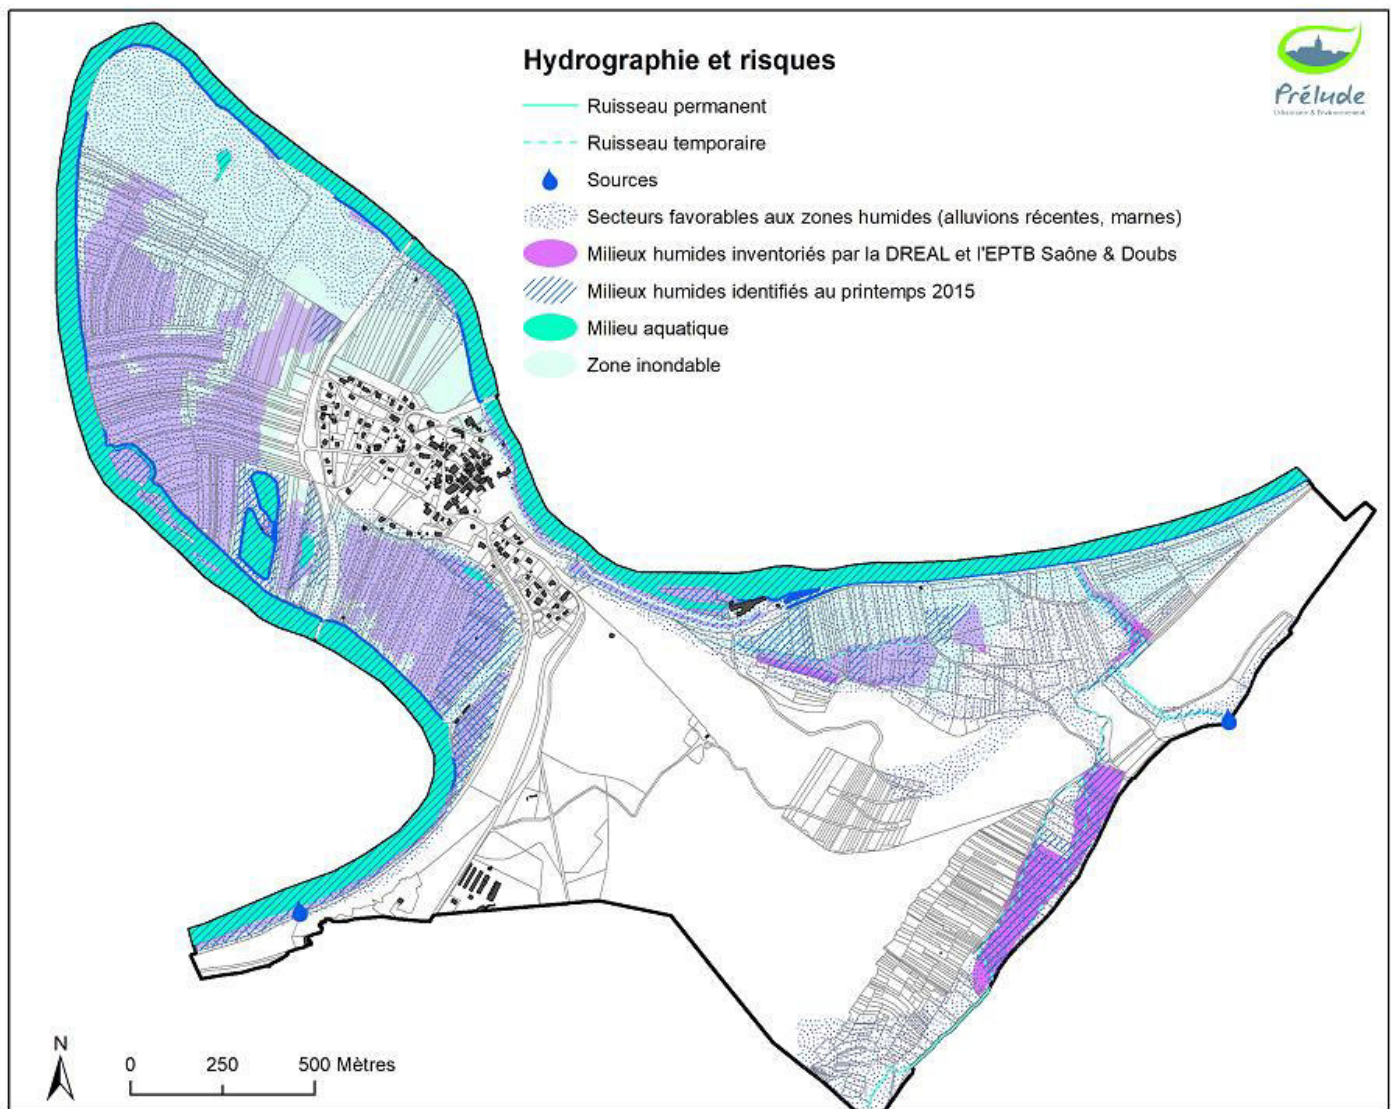 Hydrographie et risques
Ruisseau permanent
Ruisseau temporaire
Sources
Secteurs favorables aux zones humides (alluvions récentes, marnes)
Milieux humides inventoriés par la DREAL et l'EPTB Saône & Doubs
Milieux humides identifiés au printemps 2015
Milieu aquatique
Zone inondable
Prélude
Urbanisme & Environnement
N
0 250 500 Mètres